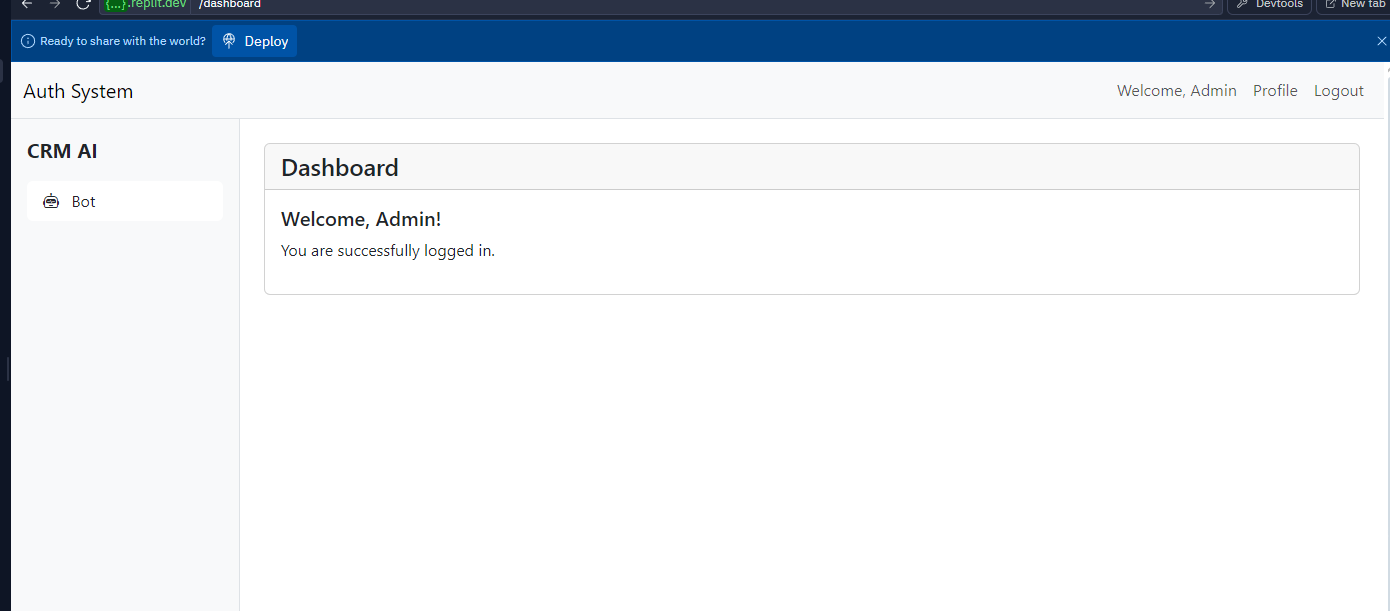 {...}.replit.dev /dashboard Devtools New tab
Ready to share with the world? Deploy
Auth System Welcome, Admin Profile Logout
CRM AI
Bot
Dashboard
Welcome, Admin!
You are successfully logged in.